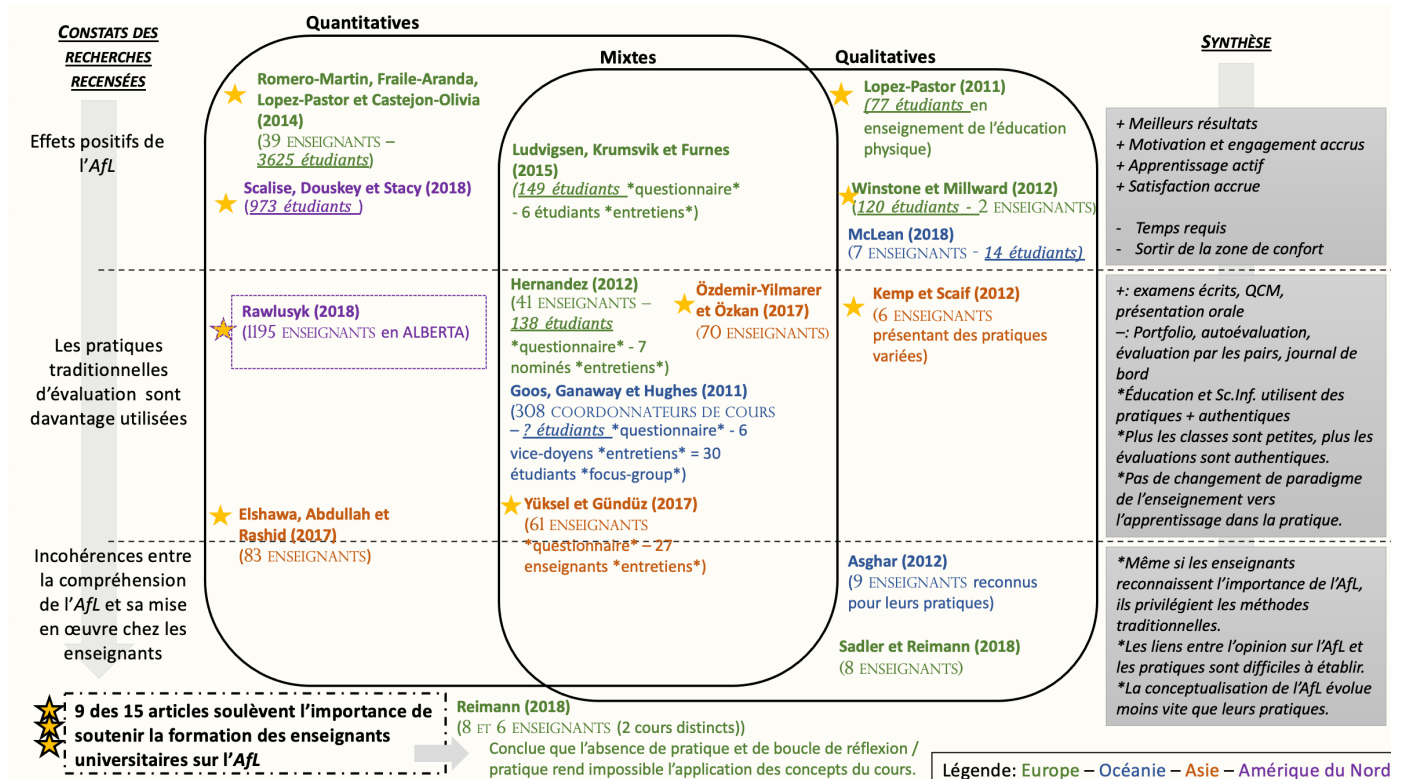 CONSTATS DES
RECHERCHES
RECENSÉES
Effets positifs de
l'AfL
Les pratiques
traditionnelles
d'évaluation sont
davantage utilisées
Incohérences entre
la compréhension
de l'AfL et sa mise
en œuvre chez les
enseignants
Quantitatives
Romero-Martin, Fraile-Aranda,
Lopez-Pastor et Castejon-Olivia
(2014)
(39 ENSEIGNANTS –
3625 étudiants)
Scalise, Douskey et Stacy (2018)
(973 étudiants )
Rawlusyk (2018)
(1195 ENSEIGNANTS en ALBERTA)
Elshawa, Abdullah et
Rashid (2017)
(83 ENSEIGNANTS)
Mixtes
Ludvigsen, Krumsvik et Furnes
(2015)
(149 étudiants *questionnaire*
- 6 étudiants *entretiens*)
Hernandez (2012)
(41 ENSEIGNANTS –
138 étudiants
*questionnaire* - 7
nominés *entretiens*)
Özdemir-Yilmarer
et Özkan (2017)
(70 ENSEIGNANTS)
Goos, Ganaway et Hughes (2011)
(308 COORDONNATEURS DE COURS
– ? étudiants *questionnaire* - 6
vice-doyens *entretiens* = 30
étudiants *focus-group*)
Yüksel et Gündüz (2017)
(61 ENSEIGNANTS
*questionnaire* – 27
enseignants *entretiens*)
Qualitatives
Lopez-Pastor (2011)
(77 étudiants en
enseignement de l'éducation
physique)
Winstone et Millward (2012)
(120 étudiants - 2 ENSEIGNANTS)
McLean (2018)
(7 ENSEIGNANTS - 14 étudiants)
Kemp et Scaif (2012)
(6 ENSEIGNANTS
présentant des pratiques
variées)
Asghar (2012)
(9 ENSEIGNANTS reconnus
pour leurs pratiques)
Sadler et Reimann (2018)
(8 ENSEIGNANTS)
SYNTHÈSE
+ Meilleurs résultats
+ Motivation et engagement accrus
+ Apprentissage actif
+ Satisfaction accrue
- Temps requis
- Sortir de la zone de confort
+: examens écrits, QCM,
présentation orale
–: Portfolio, autoévaluation,
évaluation par les pairs, journal de
bord
*Éducation et Sc.Inf. utilisent des
pratiques + authentiques
*Plus les classes sont petites, plus les
évaluations sont authentiques.
*Pas de changement de paradigme
de l'enseignement vers
l'apprentissage dans la pratique.
*Même si les enseignants
reconnaissent l'importance de l'AfL,
ils privilégient les méthodes
traditionnelles.
*Les liens entre l'opinion sur l'AfL et
les pratiques sont difficiles à établir.
*La conceptualisation de l'AfL évolue
moins vite que leurs pratiques.
9 des 15 articles soulèvent l'importance de
soutenir la formation des enseignants
universitaires sur l'AfL
Reimann (2018)
(8 ET 6 ENSEIGNANTS (2 cours distincts))
Conclue que l'absence de pratique et de boucle de réflexion /
pratique rend impossible l'application des concepts du cours.
Légende: Europe – Océanie – Asie – Amérique du Nord